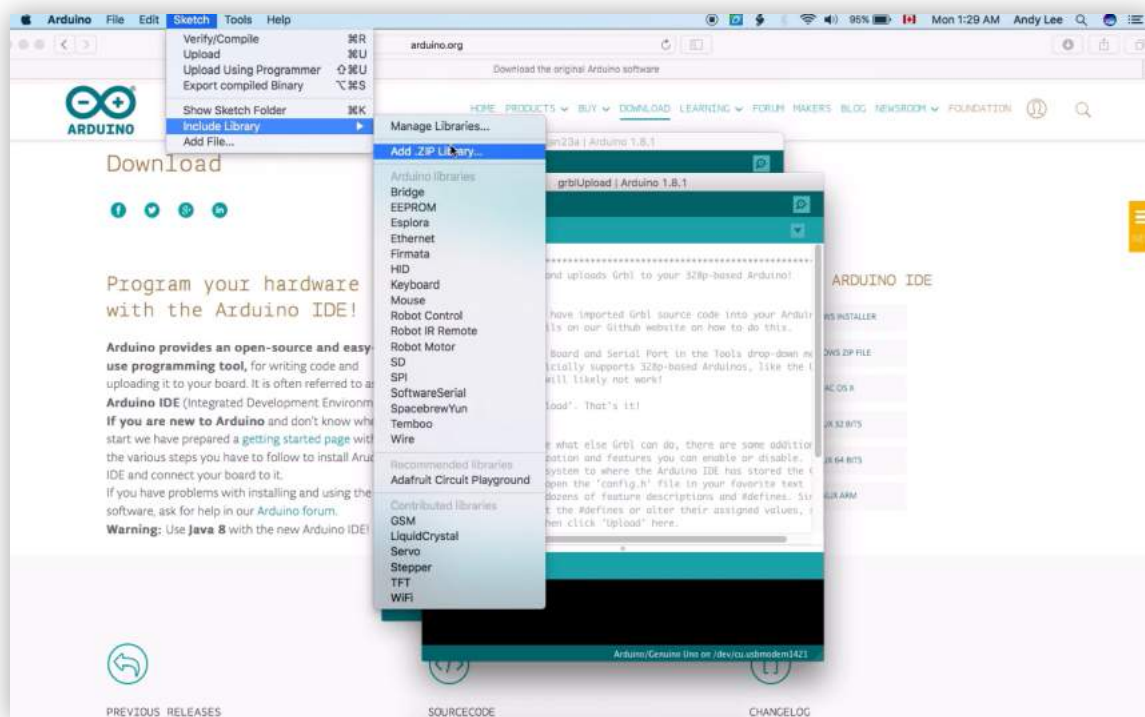 Arduino File Edit Sketch Tools Help 95% Mon 1:29 AM Andy Lee
Verify/Compile ⌘R
Upload ⌘U
Upload Using Programmer ⇧⌘U
Export compiled Binary ⌥⌘S
Show Sketch Folder ⌘K
Include Library
Add File...
Manage Libraries...
Add .ZIP Library...
Arduino libraries
Bridge
EEPROM
Esplora
Ethernet
Firmata
HID
Keyboard
Mouse
Robot Control
Robot IR Remote
Robot Motor
SD
SPI
SoftwareSerial
SpacebrewYun
Temboo
Wire
Recommended libraries
Adafruit Circuit Playground
Contributed libraries
GSM
LiquidCrystal
Servo
Stepper
TFT
WiFi
arduino.org
Download the original Arduino software
ARDUINO
HOME PRODUCTS BUY DOWNLOAD LEARNING FORUM MAKERS BLOG NEWSROOM FOUNDATION
Download
Program your hardware
with the Arduino IDE!
Arduino provides an open-source and easy-
use programming tool, for writing code and
uploading it to your board. It is often referred to as
Arduino IDE (Integrated Development Environm
If you are new to Arduino and don't know whe
start we have prepared a getting started page wit
the various steps you have to follow to install
IDE and connect your board to it.
If you have problems with installing and using the
software, ask for help in our Arduino forum.
Warning: Use Java 8 with the new Arduino IDE!
Arduino 1.8.1
grblUpload | Arduino 1.8.1
and uploads Grbl to your 328p-based Arduino!
have imported Grbl source code into your
on our Github website on how to do this.
Board and Serial Port in the Tools drop-down
supports 328p-based Arduinos, like the
will likely not work!
That's it!
what else Grbl can do, there are some
and features you can enable or disable.
to where the Arduino IDE has stored the
open the 'config.h' file in your favorite text
dozens of feature descriptions and #defines.
the #defines or alter their assigned values,
then click 'Upload' here.
Arduino/Genuino Uno on /dev/cu.usbmodem1421
ARDUINO IDE
INSTALLER
ZIP FILE
OS X
32 BITS
64 BITS
ARM
PREVIOUS RELEASES
SOURCECODE
CHANGELOG